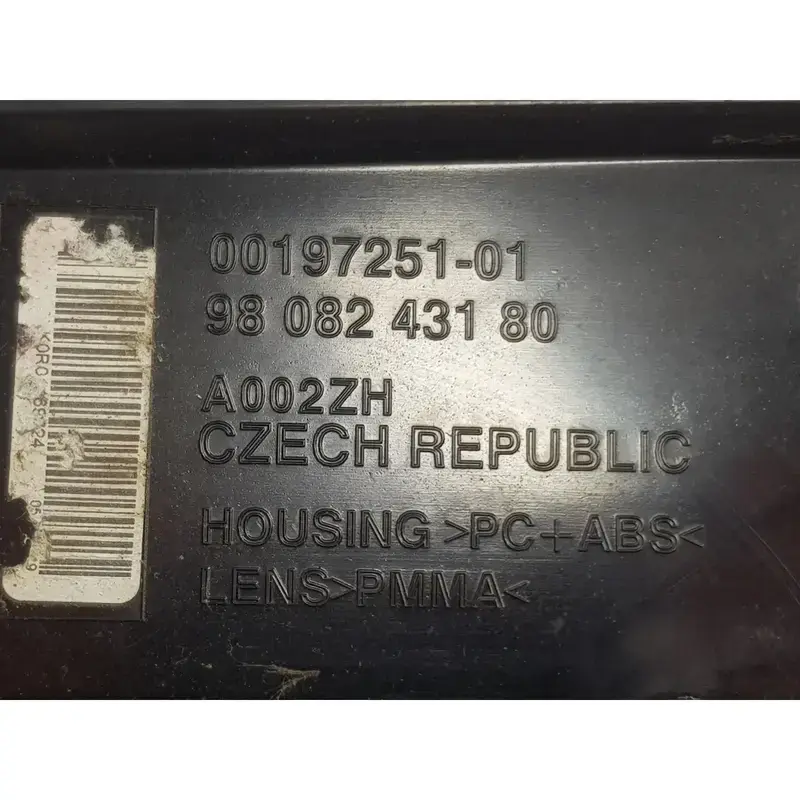 00197251-01
98 082 431 80
A002ZH
CZECH REPUBLIC
HOUSING >PC+ABS<
LENS>PMMA<